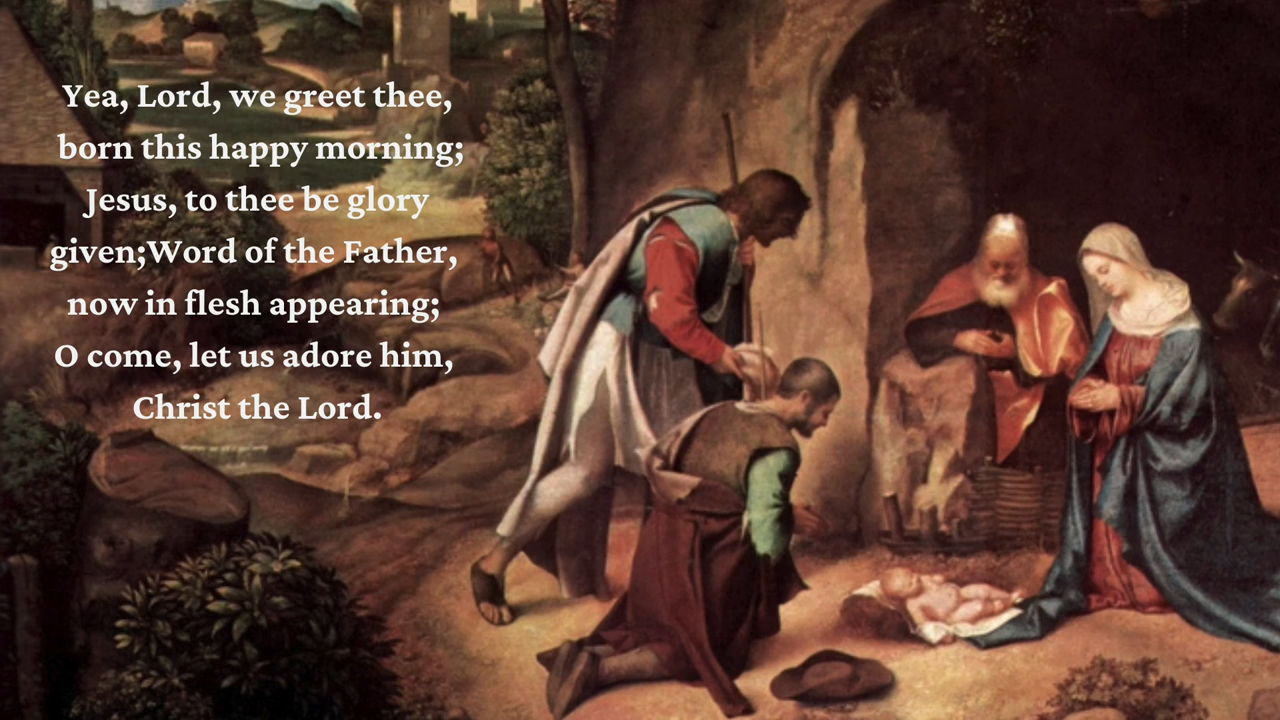 Yea, Lord, we greet thee,
born this happy morning;
Jesus, to thee be glory
given;Word of the Father,
now in flesh appearing;
O come, let us adore him,
Christ the Lord.